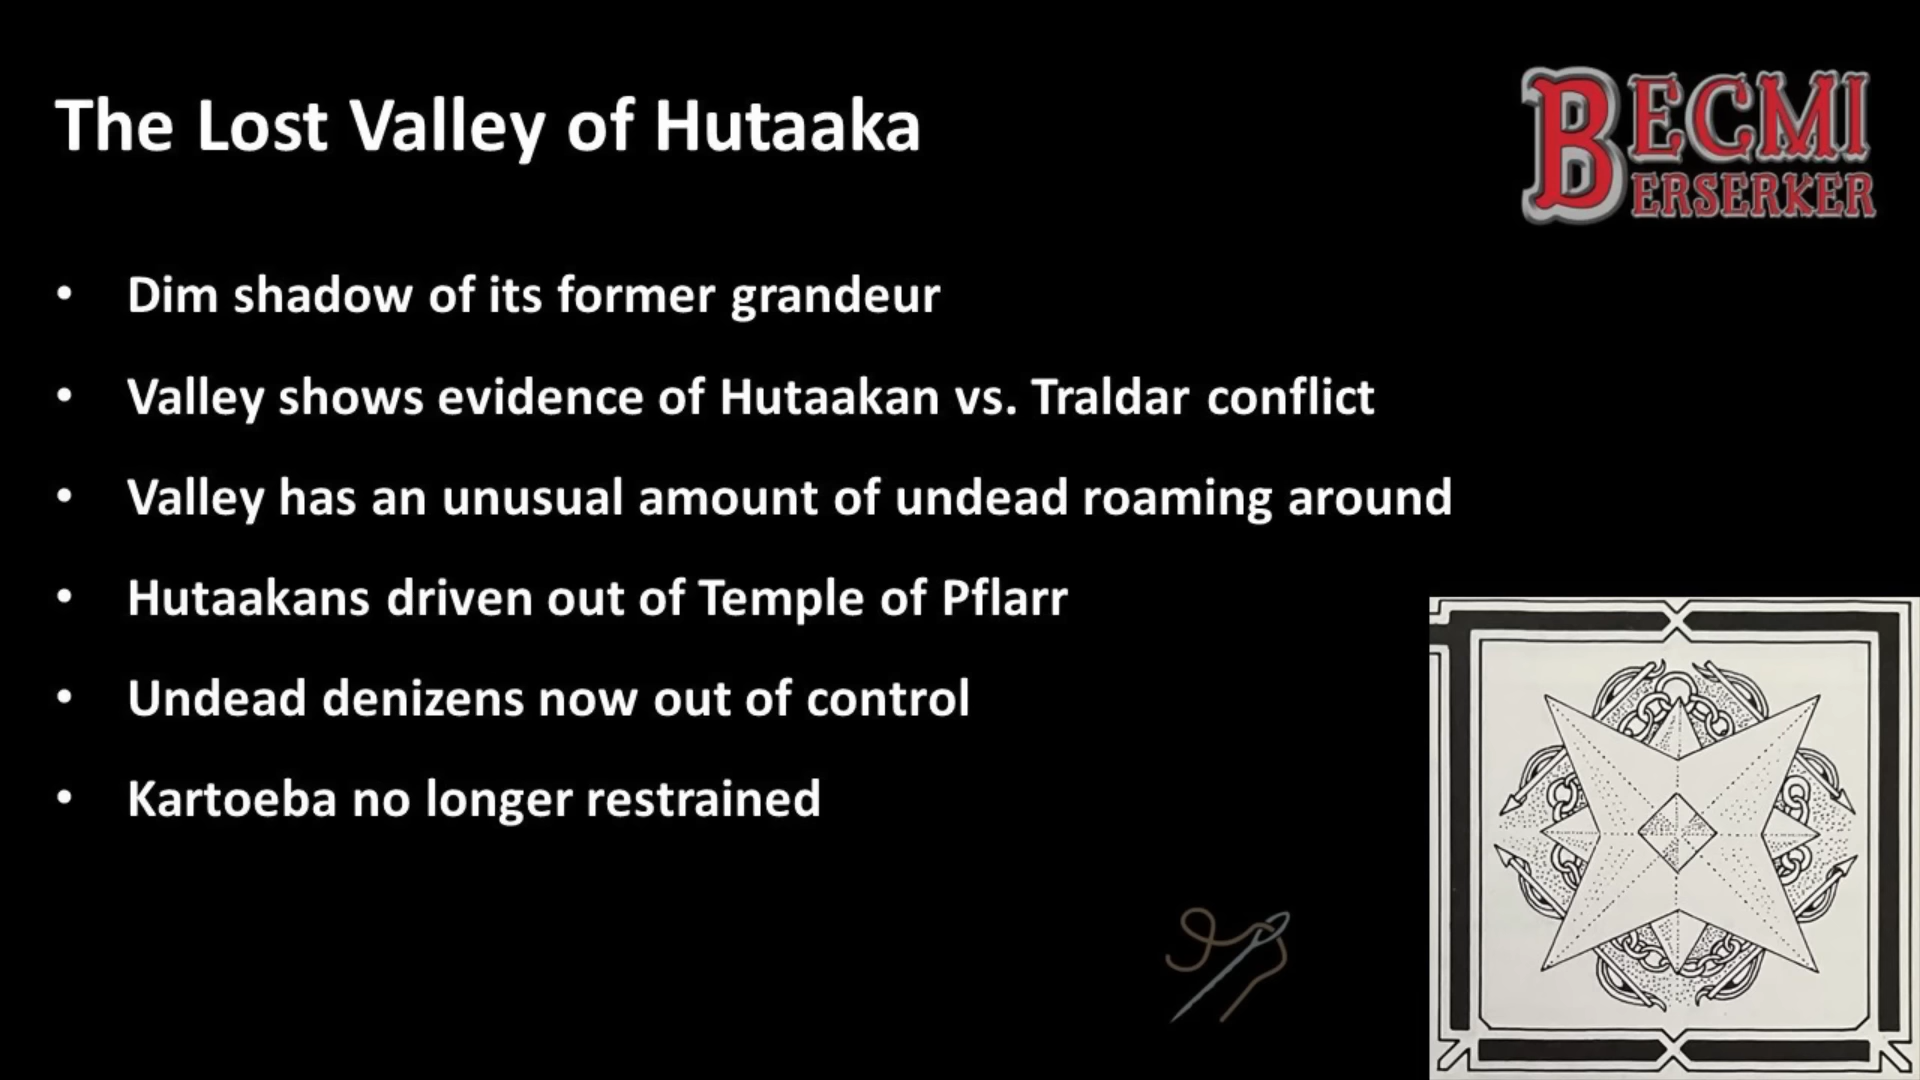 The Lost Valley of Hutaaka
BECMI
BERSERKER
• Dim shadow of its former grandeur
• Valley shows evidence of Hutaakan vs. Traldar conflict
• Valley has an unusual amount of undead roaming around
• Hutaakans driven out of Temple of Pflarr
• Undead denizens now out of control
• Kartoeba no longer restrained